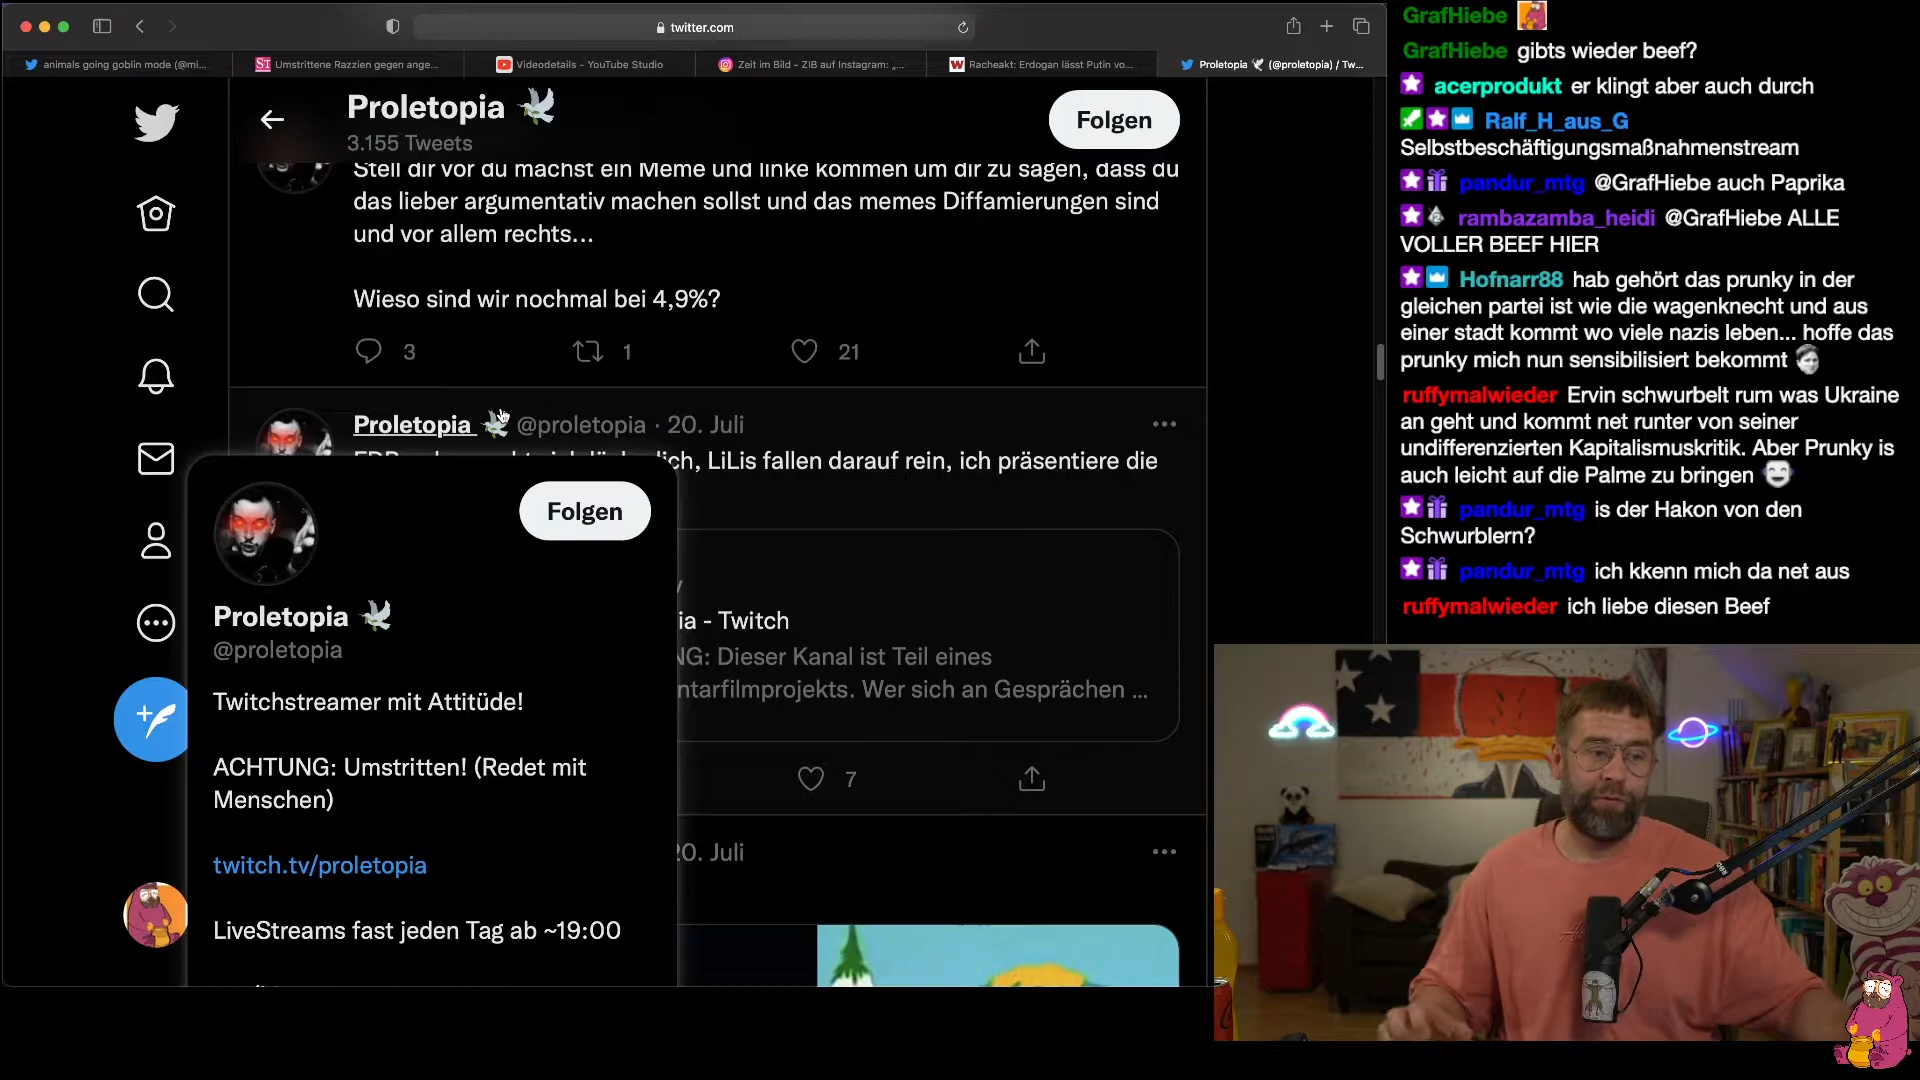 twitter.com
animals going goblin mode (@mi...
Umstrittene Razzien gegen ange...
Videodetails – YouTube Studio
Zeit im Bild - ZIB auf Instagram: „...
Racheakt: Erdogan lässt Putin vo...
Proletopia (@proletopia) / Tw...
Proletopia
3.155 Tweets
Folgen
Stell dir vor du machst ein Meme und linke kommen um dir zu sagen, dass du
das lieber argumentativ machen sollst und das memes Diffamierungen sind
und vor allem rechts...
Wieso sind wir nochmal bei 4,9%?
3
1
21
Proletopia @proletopia · 20. Juli
LiLis fallen darauf rein, ich präsentiere die
- Twitch
Dieser Kanal ist Teil eines
Wer sich an Gesprächen ...
7
20. Juli
Folgen
Proletopia
@proletopia
Twitchstreamer mit Attitüde!
ACHTUNG: Umstritten! (Redet mit
Menschen)
twitch.tv/proletopia
LiveStreams fast jeden Tag ab ~19:00
GrafHiebe
GrafHiebe gibts wieder beef?
acerprodukt er klingt aber auch durch
Ralf_H_aus_G
Selbstbeschäftigungsmaßnahmenstream
pandur_mtg @GrafHiebe auch Paprika
rambazamba_heidi @GrafHiebe ALLE
VOLLER BEEF HIER
Hofnarr88 hab gehört das prunky in der
gleichen partei ist wie die wagenknecht und aus
einer stadt kommt wo viele nazis leben... hoffe das
prunky mich nun sensibilisiert bekommt
ruffymalwieder Ervin schwurbelt rum was Ukraine
an geht und kommt net runter von seiner
undifferenzierten Kapitalismuskritik. Aber Prunky is
auch leicht auf die Palme zu bringen
pandur_mtg is der Hakon von den
Schwurblern?
pandur_mtg ich kkenn mich da net aus
ruffymalwieder ich liebe diesen Beef